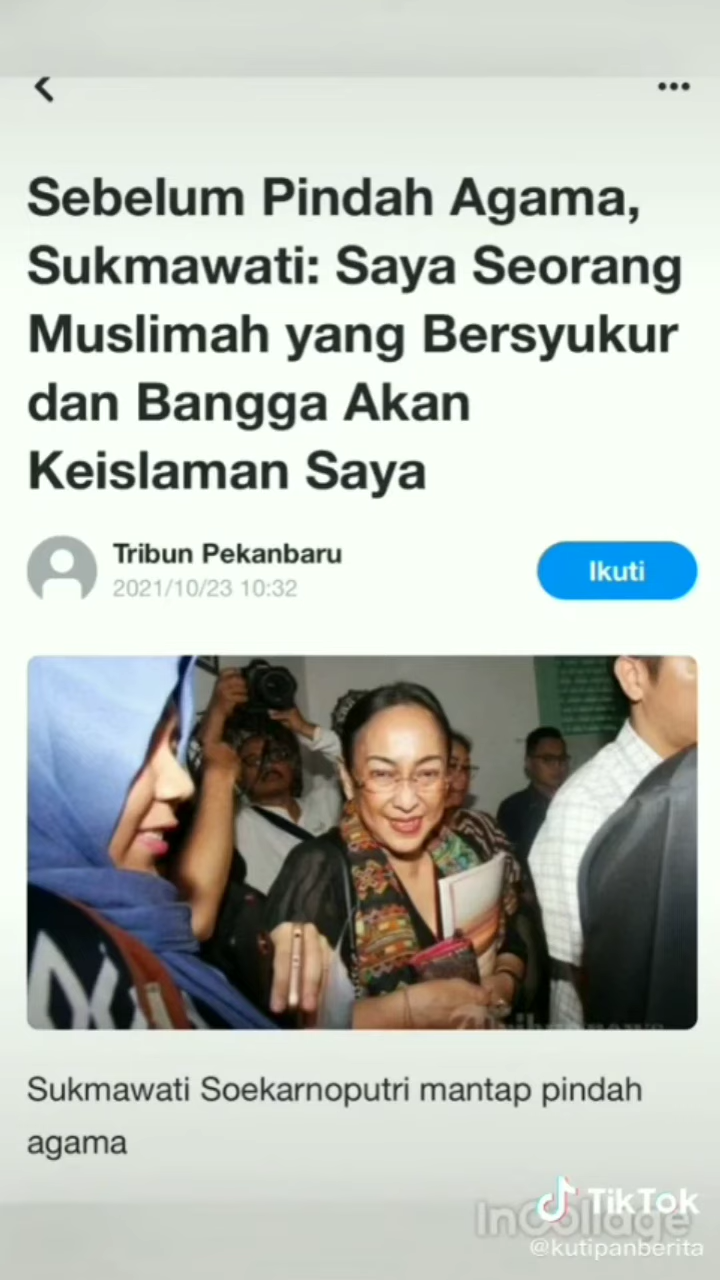 Sebelum Pindah Agama,
Sukmawati: Saya Seorang
Muslimah yang Bersyukur
dan Bangga Akan
Keislaman Saya
Tribun Pekanbaru
2021/10/23 10:32
Ikuti
Sukmawati Soekarnoputri mantap pindah
agama
TikTok
InCollage
@kutipanberita